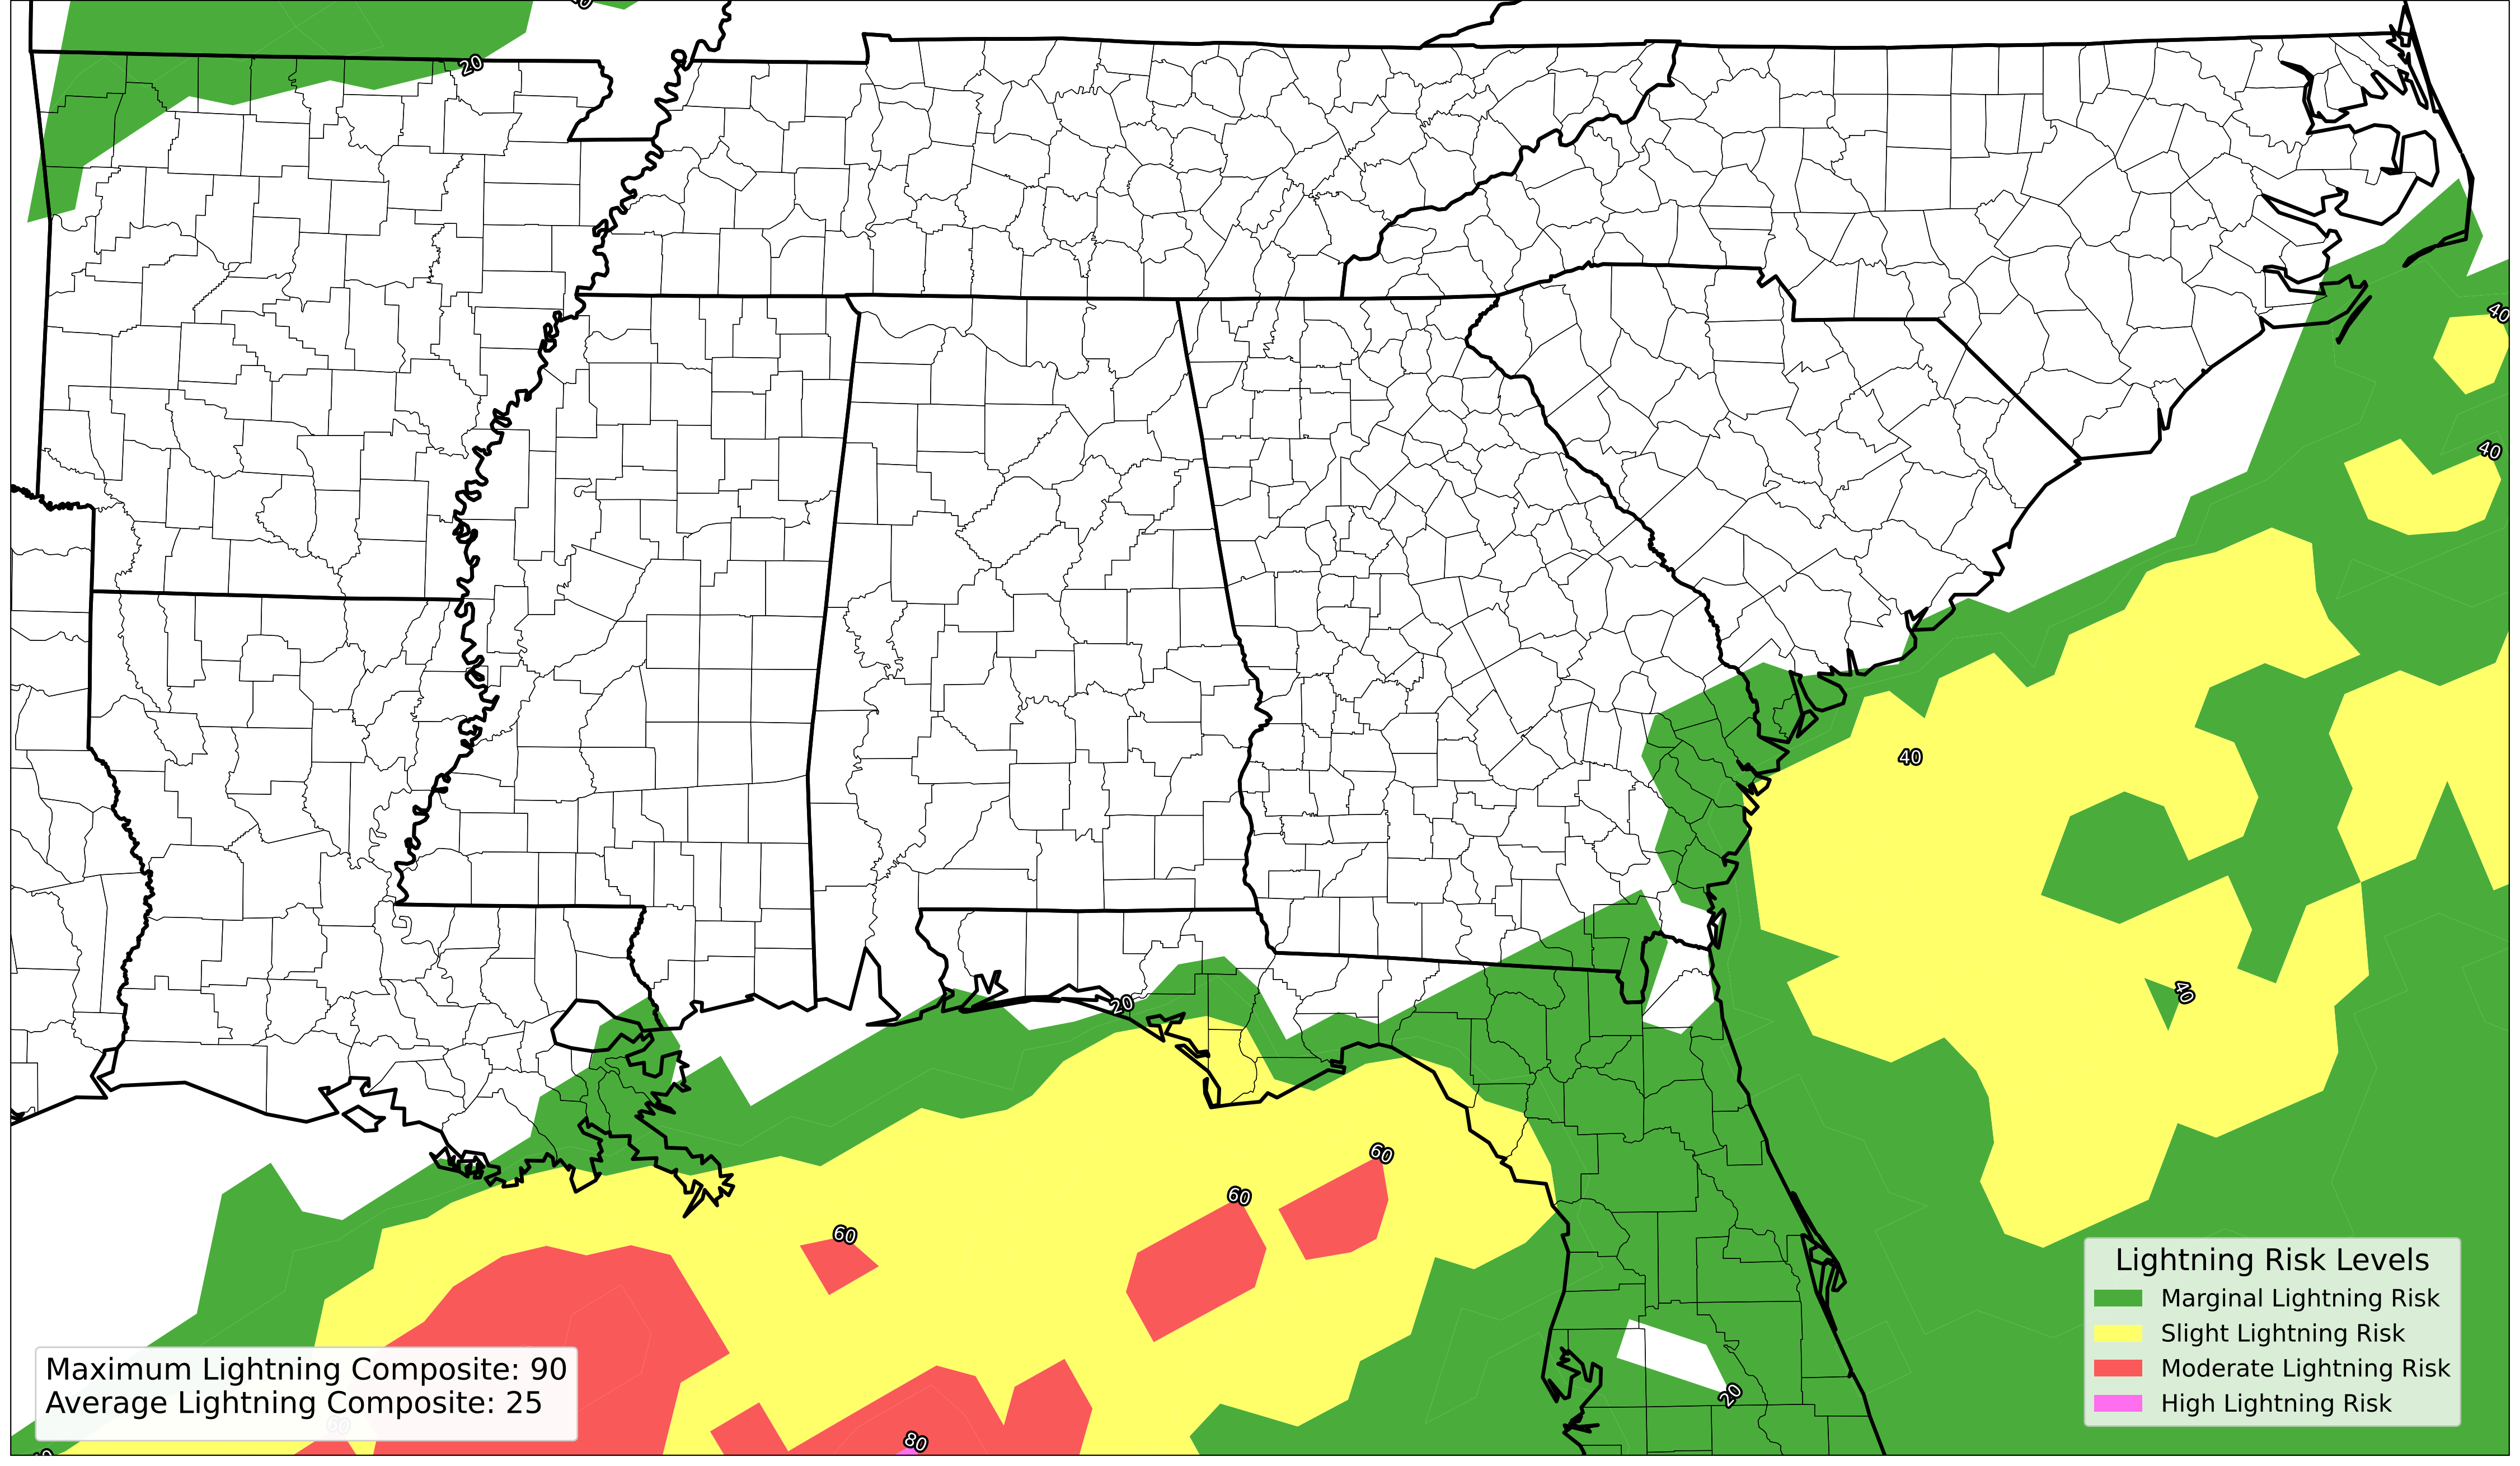 20
40
40
40
20
40
60
60
60
Lightning Risk Levels
Marginal Lightning Risk
Slight Lightning Risk
Moderate Lightning Risk
High Lightning Risk
Maximum Lightning Composite: 90
Average Lightning Composite: 25
20
60
80